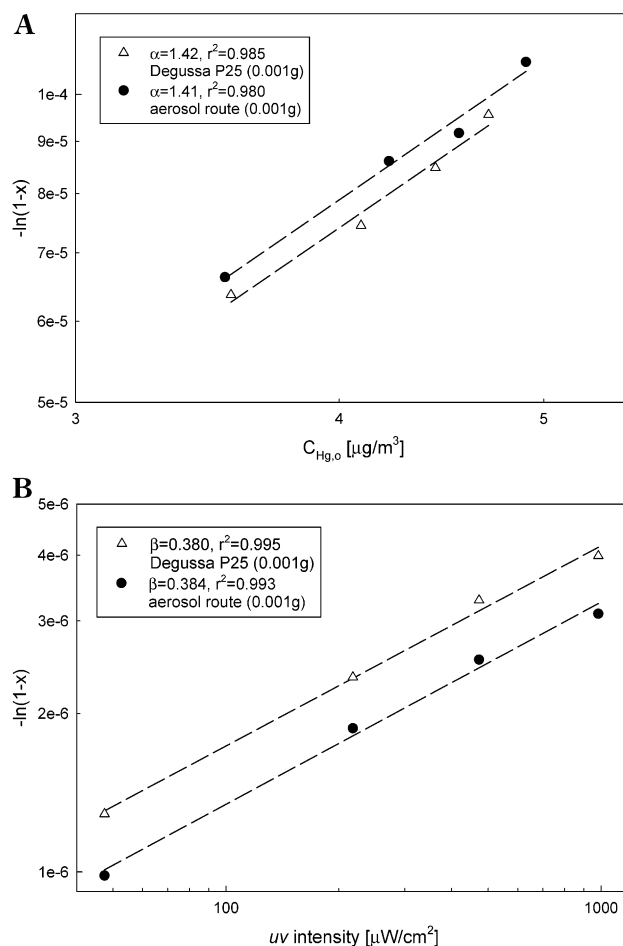 A
α=1.42, r²=0.985
Degussa P25 (0.001g)
α=1.41, r²=0.980
aerosol route (0.001g)
1e-4
9e-5
8e-5
7e-5
6e-5
5e-5
-ln(1-x)
3 4 5
C_Hg,o [μg/m³]
B
β=0.380, r²=0.995
Degussa P25 (0.001g)
β=0.384, r²=0.993
aerosol route (0.001g)
5e-6
4e-6
3e-6
2e-6
1e-6
-ln(1-x)
100 1000
uv intensity [μW/cm²]